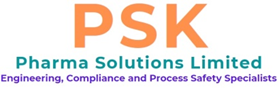 PSK
Pharma Solutions Limited
Engineering, Compliance and Process Safety Specialists